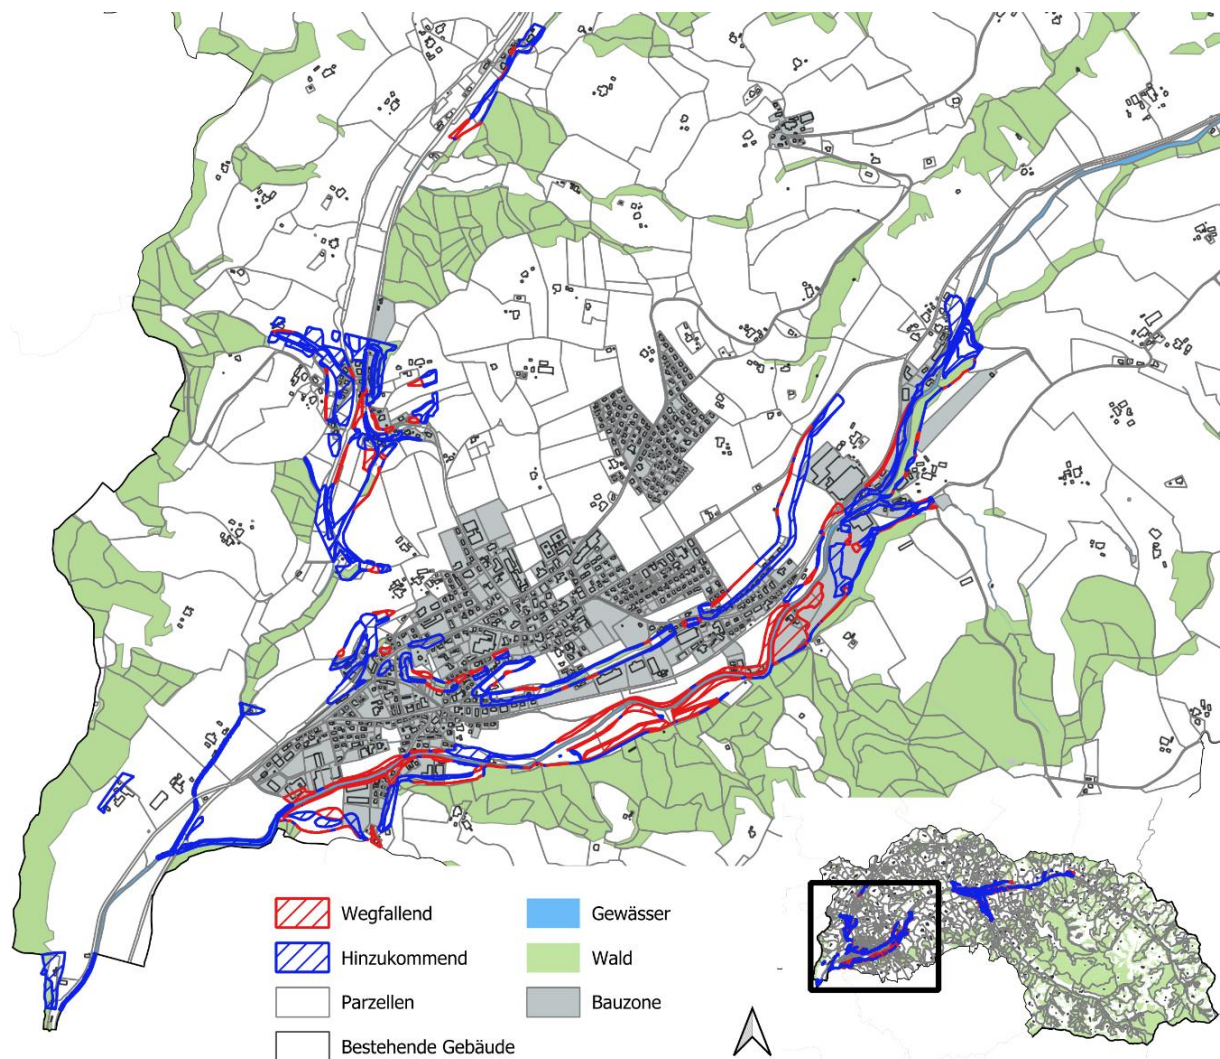 Wegfallend
Hinzukommend
Parzellen
Bestehende Gebäude
Gewässer
Wald
Bauzone